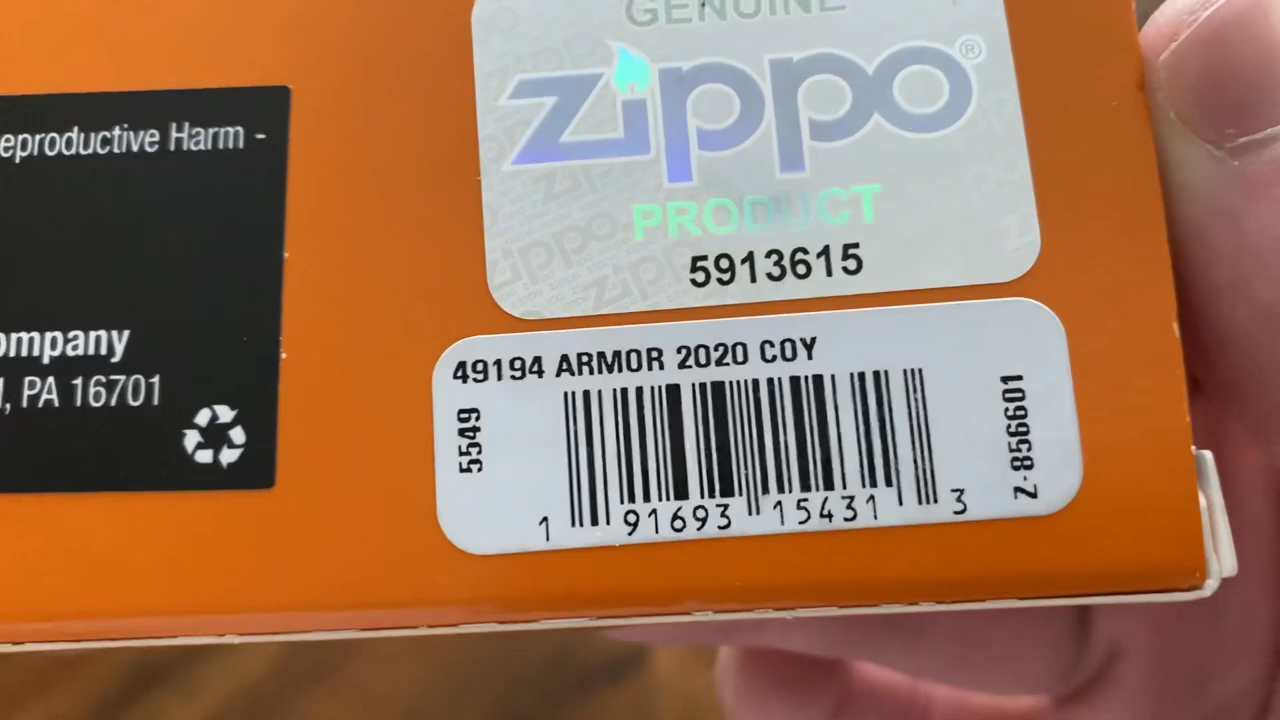 eproductive Harm -
ompany
, PA 16701
GENUINE
zippo®
PRODUCT
5913615
49194 ARMOR 2020 COY
5549
1 91693 15431 3
Z-856601